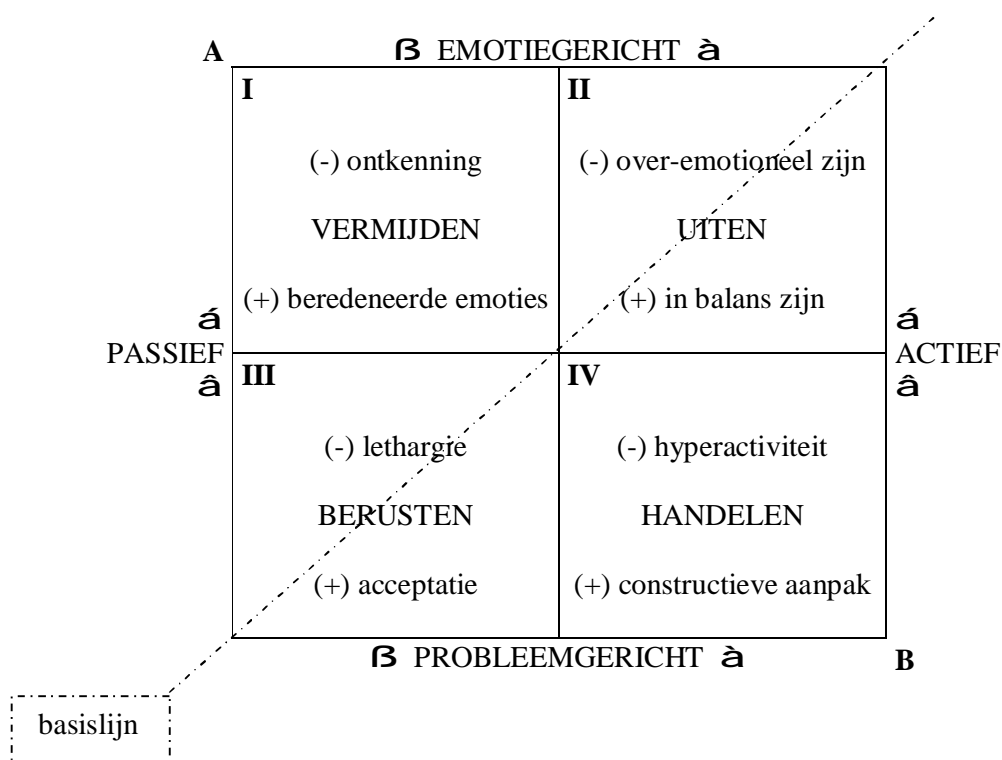 A
ß EMOTIEGERICHT à
I
II
(-) ontkenning
(-) over-emotioneel zijn
VERMIJDEN
UITEN
(+) beredeneerde emoties
(+) in balans zijn
á
PASSIEF
â
á
ACTIEF
â
III
IV
(-) lethargie
(-) hyperactiviteit
BERUSTEN
HANDELEN
(+) acceptatie
(+) constructieve aanpak
ß PROBLEEMGERICHT à
B
basislijn